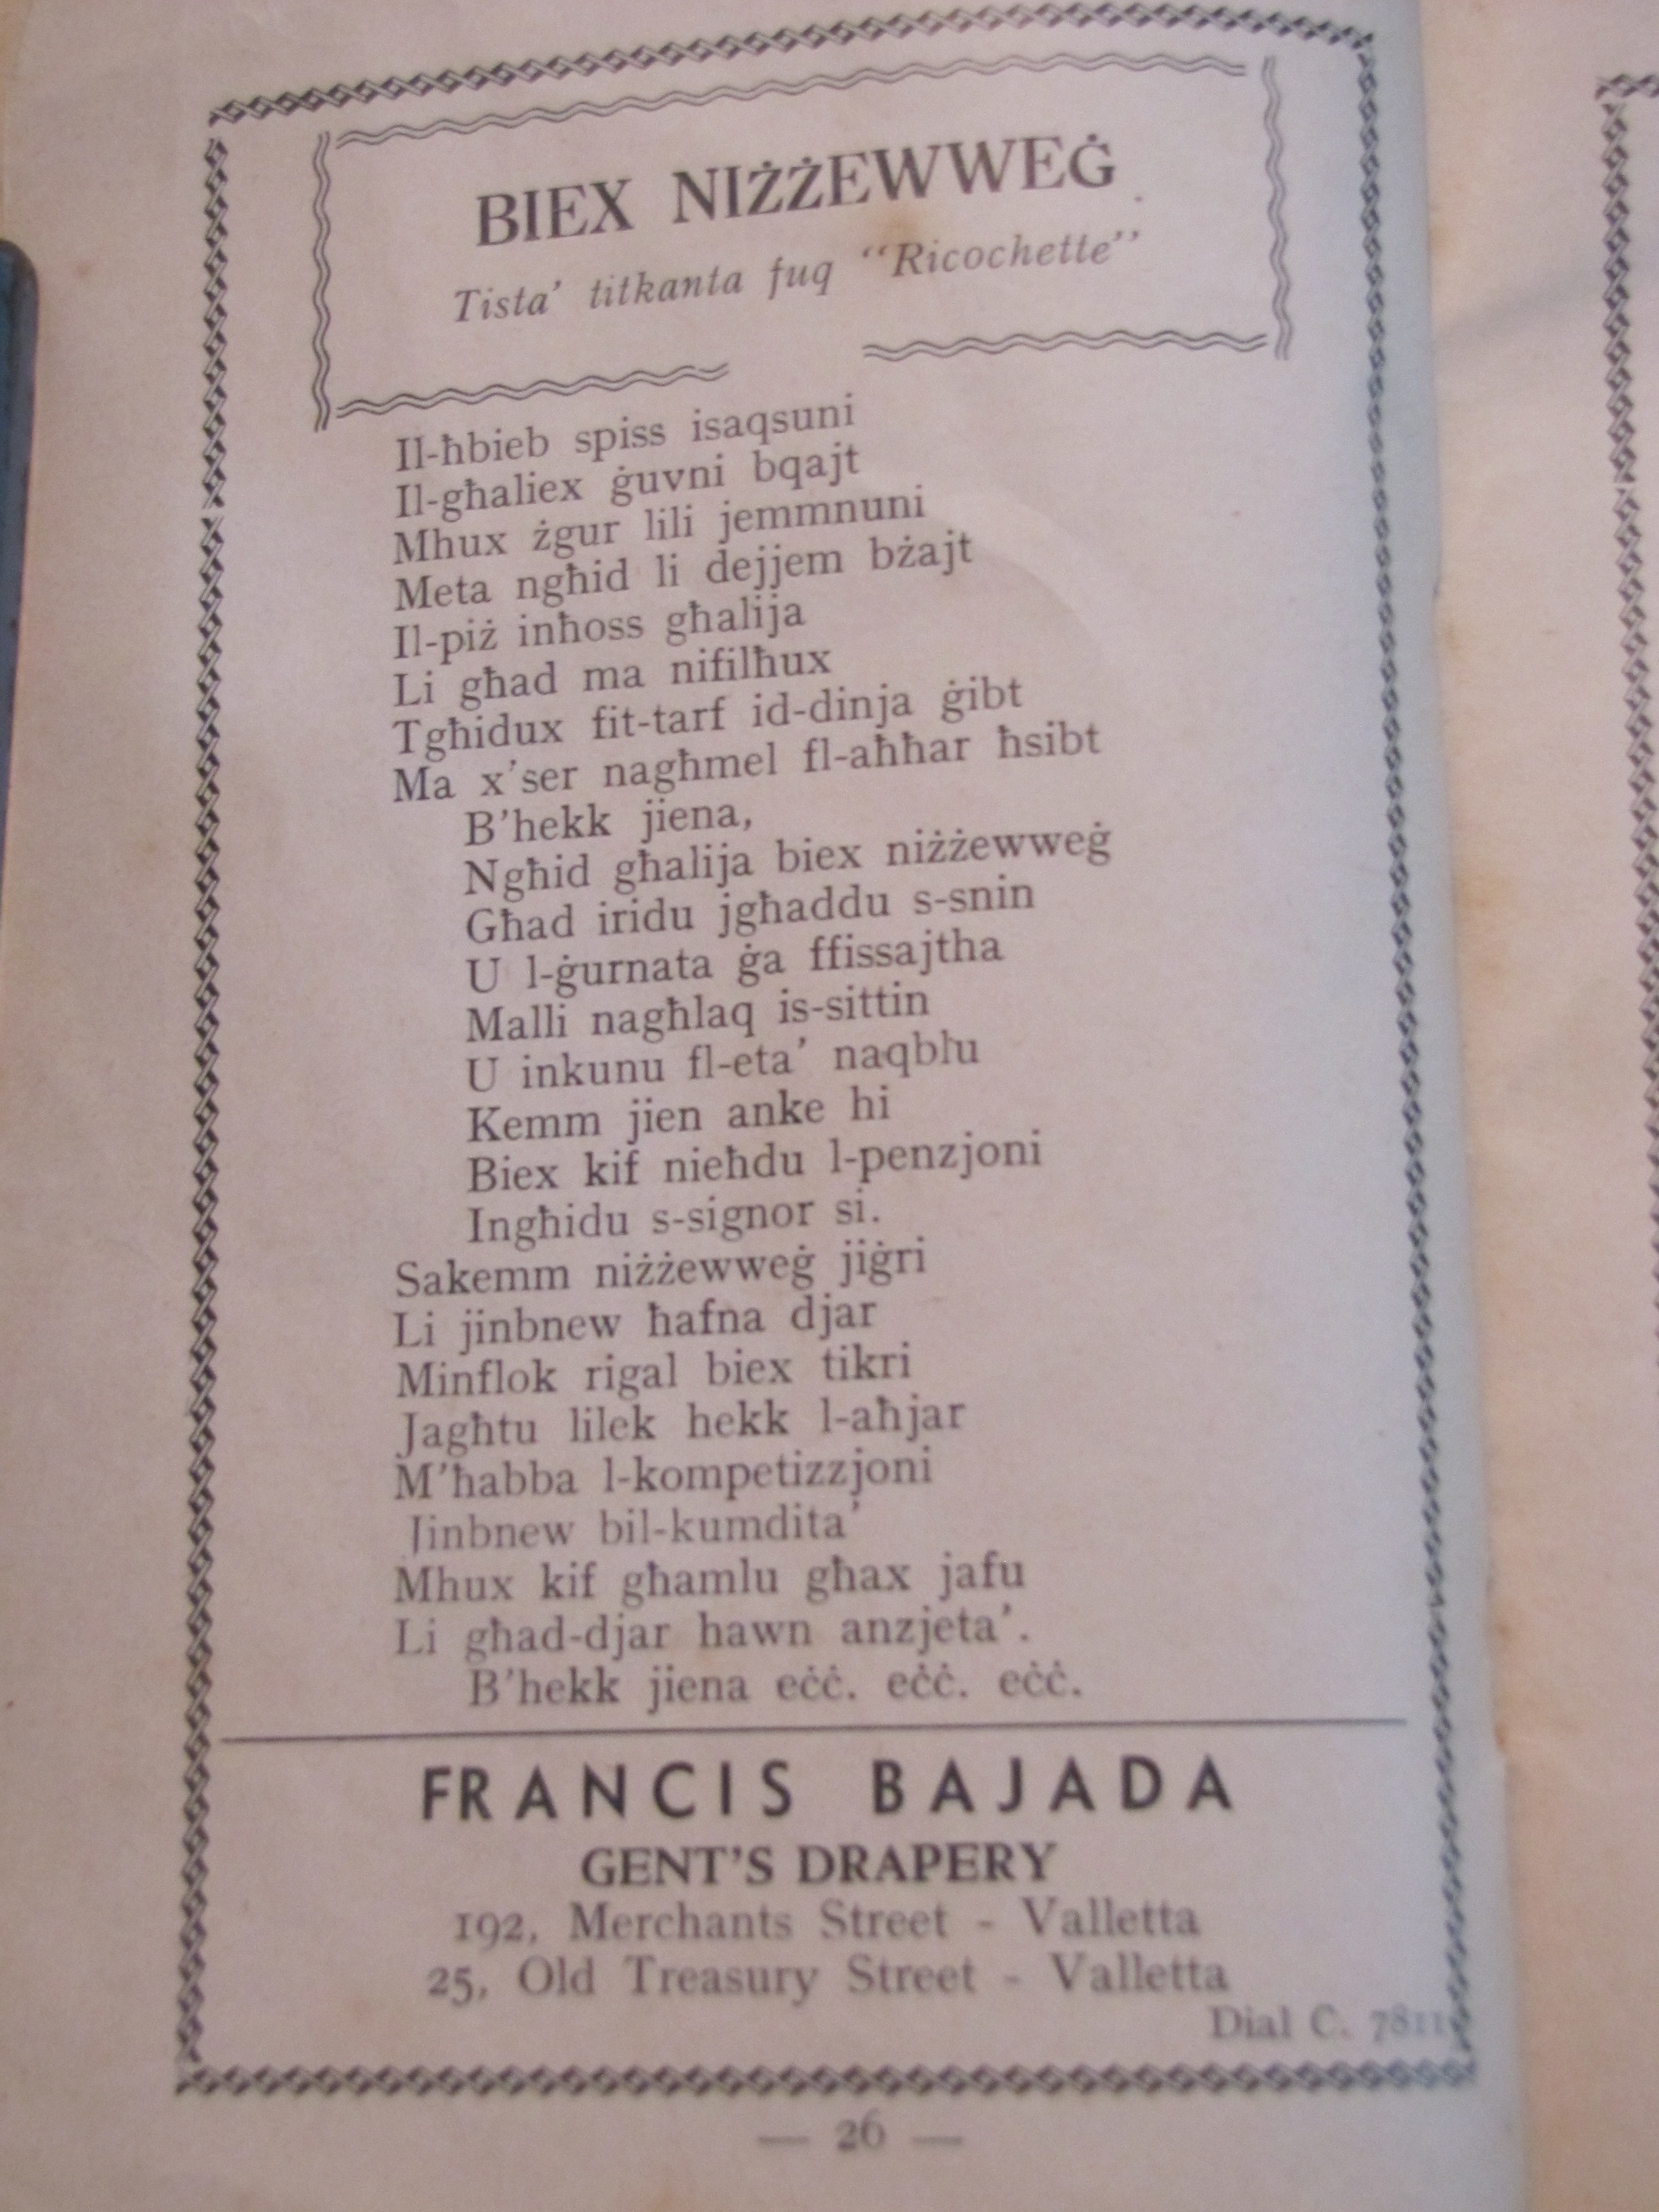 BIEX NIŻŻEWWEĠ
Tista' titkanta fuq "Ricochette"
Il-ħbieb spiss isaqsuni
Il-għaliex ġuvni bqajt
Mhux żgur lili jemmnuni
Meta ngħid li dejjem bżajt
Il-piż inħoss għalija
Li għad ma nifilħux
Tgħidux fit-tarf id-dinja ġibt
Ma x'ser nagħmel fl-aħħar ħsibt
B'hekk jiena,
Ngħid għalija biex niżżewweġ
Għad iridu jgħaddu s-snin
U l-ġurnata ġa ffissajtha
Malli nagħlaq is-sittin
U inkunu fl-eta' naqblu
Kemm jien anke hi
Biex kif nieħdu l-penzjoni
Ingħidu s-signor si.
Sakemm niżżewweġ jiġri
Li jinbnew ħafna djar
Minflok rigal biex tikri
Jagħtu lilek hekk l-aħjar
M'ħabba l-kompetizzjoni
Jinbnew bil-kumdita'
Mhux kif għamlu għax jafu
Li għad-djar hawn anzjeta'.
B'hekk jiena eċċ. eċċ. eċċ.
FRANCIS BAJADA
GENT'S DRAPERY
192, Merchants Street - Valletta
25, Old Treasury Street - Valletta
Dial C. 7811
— 26 —